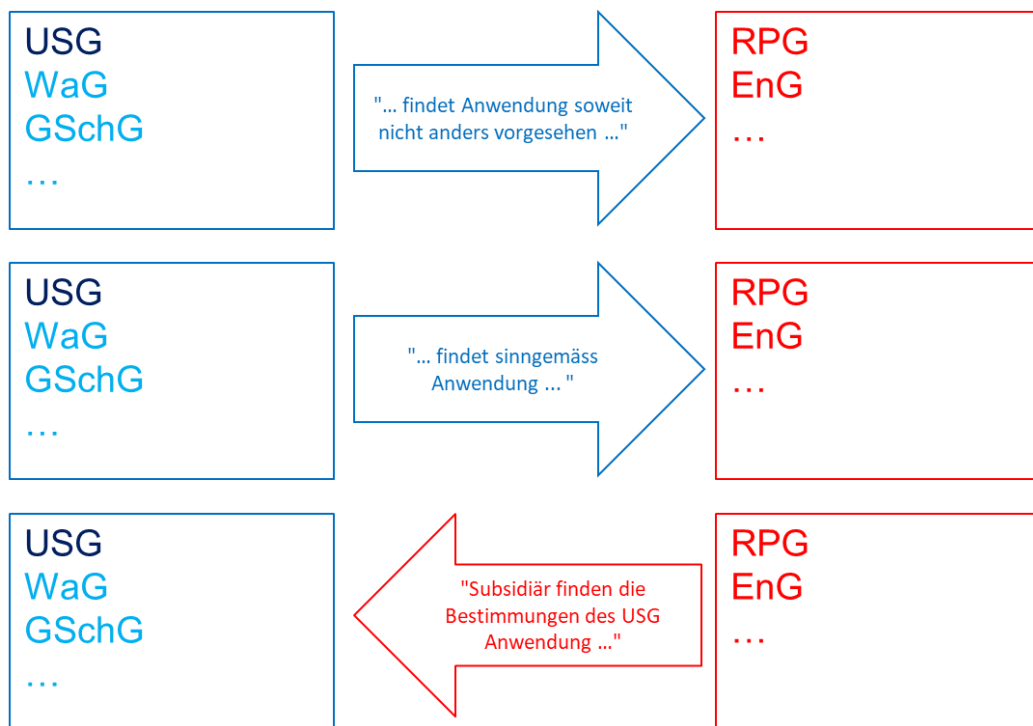 USG
WaG
GSchG
...
"... findet Anwendung soweit
nicht anders vorgesehen ..."
RPG
EnG
...
USG
WaG
GSchG
...
"... findet sinngemäss
Anwendung ... "
RPG
EnG
...
USG
WaG
GSchG
...
"Subsidiär finden die
Bestimmungen des USG
Anwendung ..."
RPG
EnG
...